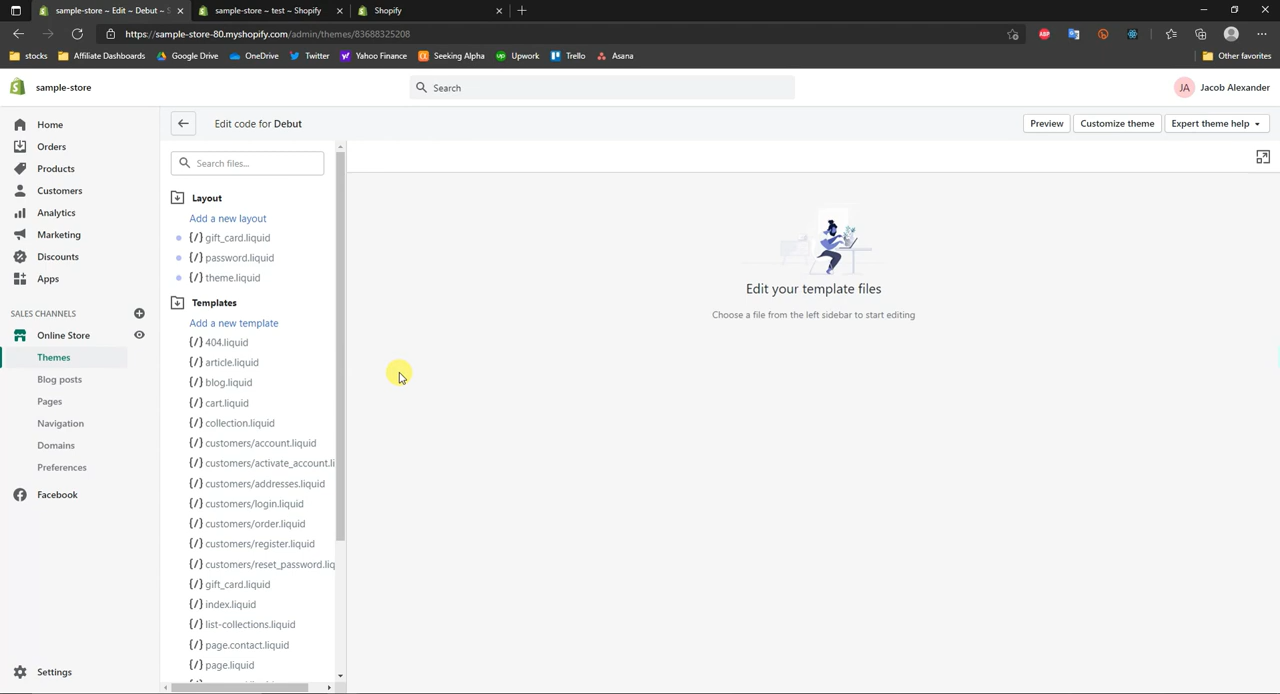 sample-store ~ Edit ~ Debut ~ S
sample-store ~ test ~ Shopify
Shopify
https://sample-store-80.myshopify.com/admin/themes/83688325208
ABP
stocks
Affiliate Dashboards
Google Drive
OneDrive
Twitter
Yahoo Finance
Seeking Alpha
Upwork
Trello
Asana
Other favorites
sample-store
Search
JA
Jacob Alexander
Home
Orders
Products
Customers
Analytics
Marketing
Discounts
Apps
SALES CHANNELS
Online Store
Themes
Blog posts
Pages
Navigation
Domains
Preferences
Facebook
Settings
Edit code for Debut
Preview
Customize theme
Expert theme help
Search files...
Layout
Add a new layout
{/} gift_card.liquid
{/} password.liquid
{/} theme.liquid
Templates
Add a new template
{/} 404.liquid
{/} article.liquid
{/} blog.liquid
{/} cart.liquid
{/} collection.liquid
{/} customers/account.liquid
{/} customers/activate_account.li
{/} customers/addresses.liquid
{/} customers/login.liquid
{/} customers/order.liquid
{/} customers/register.liquid
{/} customers/reset_password.liq
{/} gift_card.liquid
{/} index.liquid
{/} list-collections.liquid
{/} page.contact.liquid
{/} page.liquid
Edit your template files
Choose a file from the left sidebar to start editing